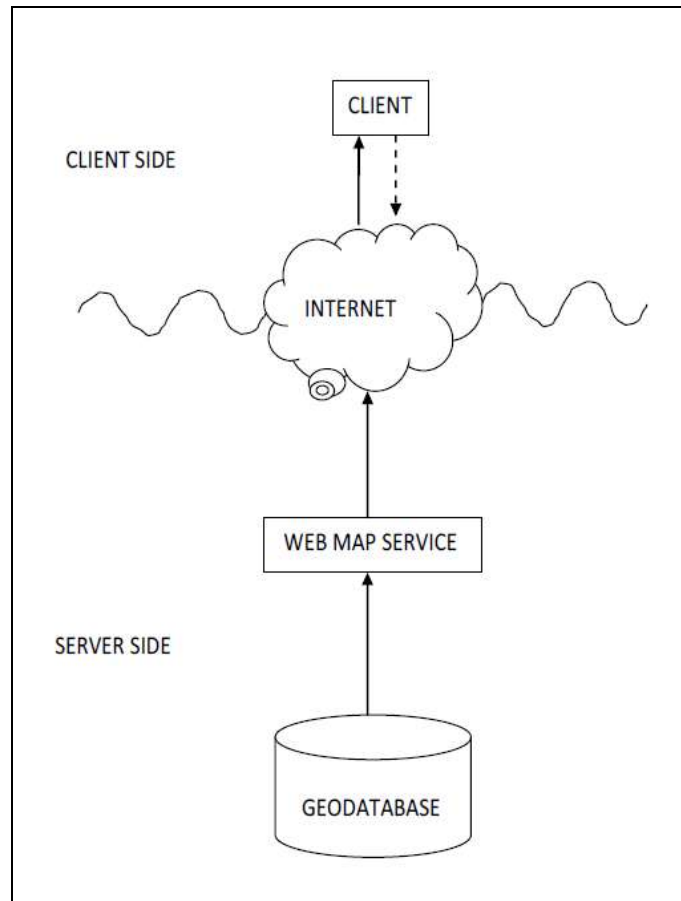 CLIENT
CLIENT SIDE
INTERNET
WEB MAP SERVICE
SERVER SIDE
GEODATABASE